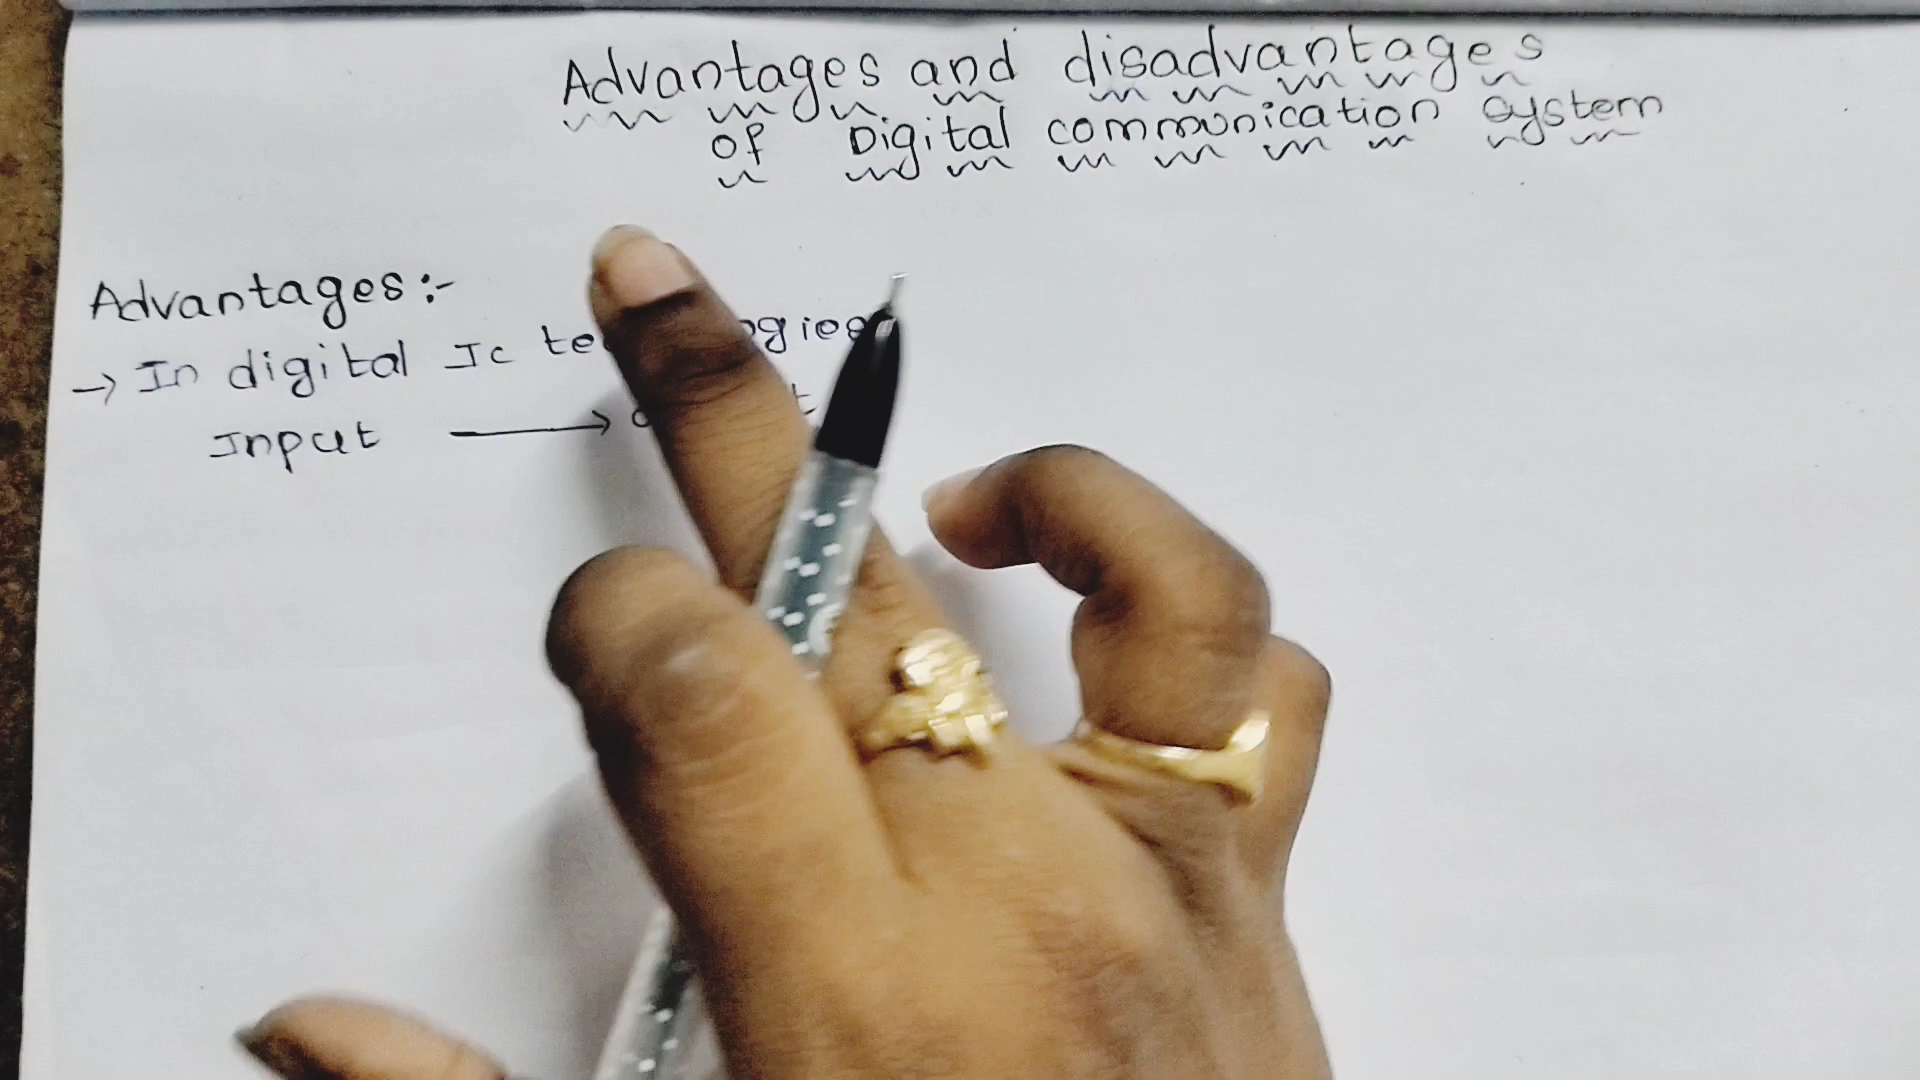 Advantages and disadvantages
of Digital communication system
Advantages:-
→ In digital Ic
Input →